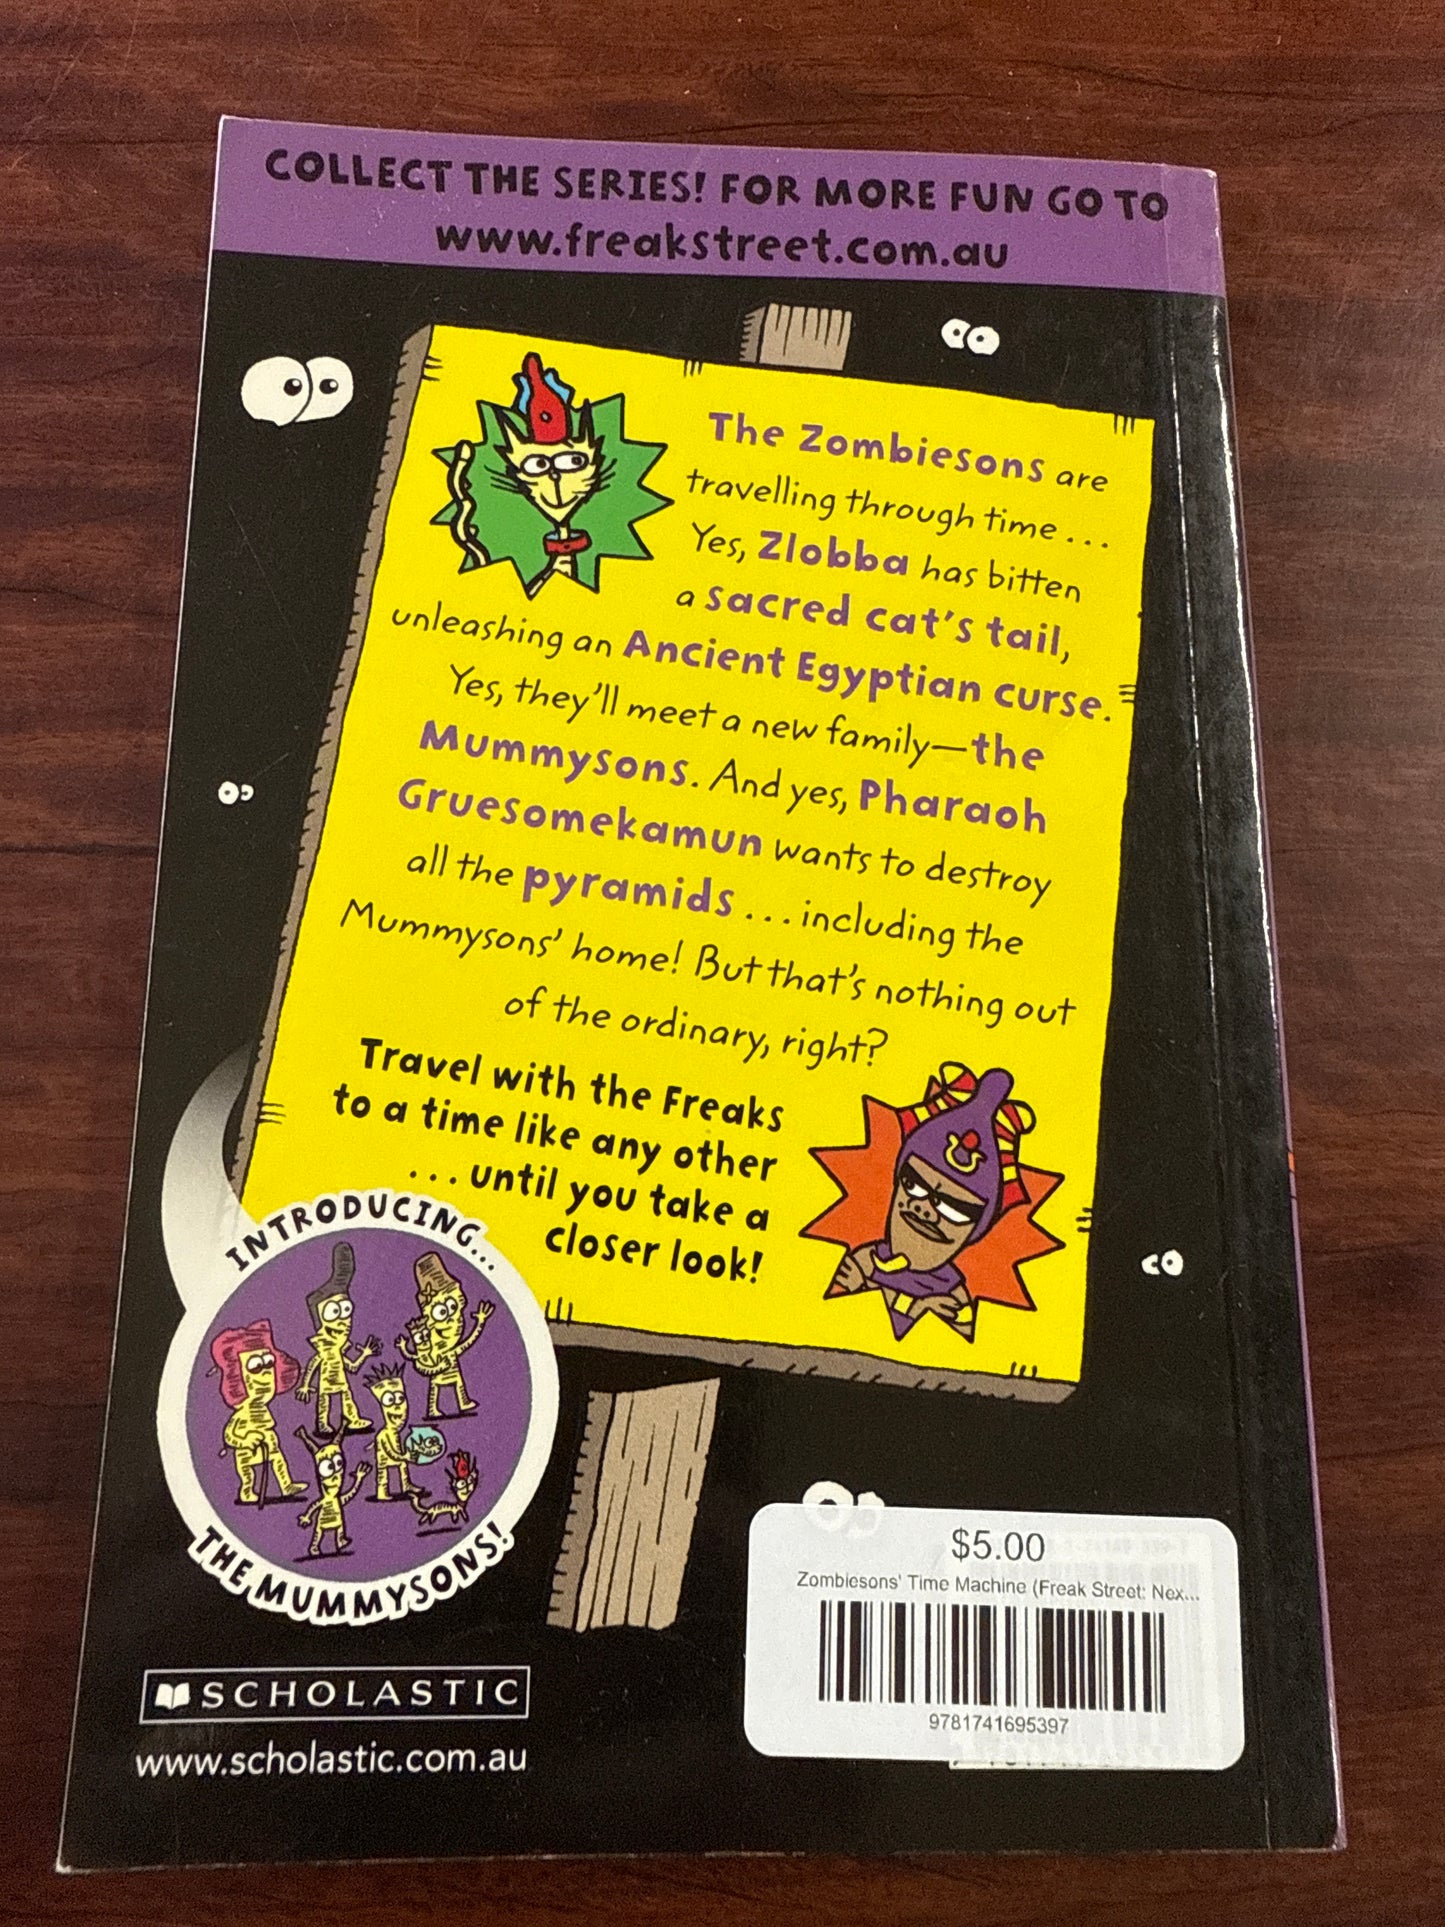 COLLECT THE SERIES! FOR MORE FUN GO TO
www.freakstreet.com.au
The Zombiesons are
travelling through time . . .
Yes, Zlobba has bitten
a sacred cat's tail,
unleashing an Ancient Egyptian curse.
Yes, they'll meet a new family—the
Mummysons. And yes, Pharaoh
Gruesomekamun wants to destroy
all the pyramids . . . including the
Mummysons' home! But that's nothing out
of the ordinary, right?
Travel with the Freaks
to a time like any other
. . . until you take a
closer look!
INTRODUCING...
THE MUMMYSONS!
SCHOLASTIC
www.scholastic.com.au
$5.00
Zombiesons' Time Machine (Freak Street: Nex...
9781741695397